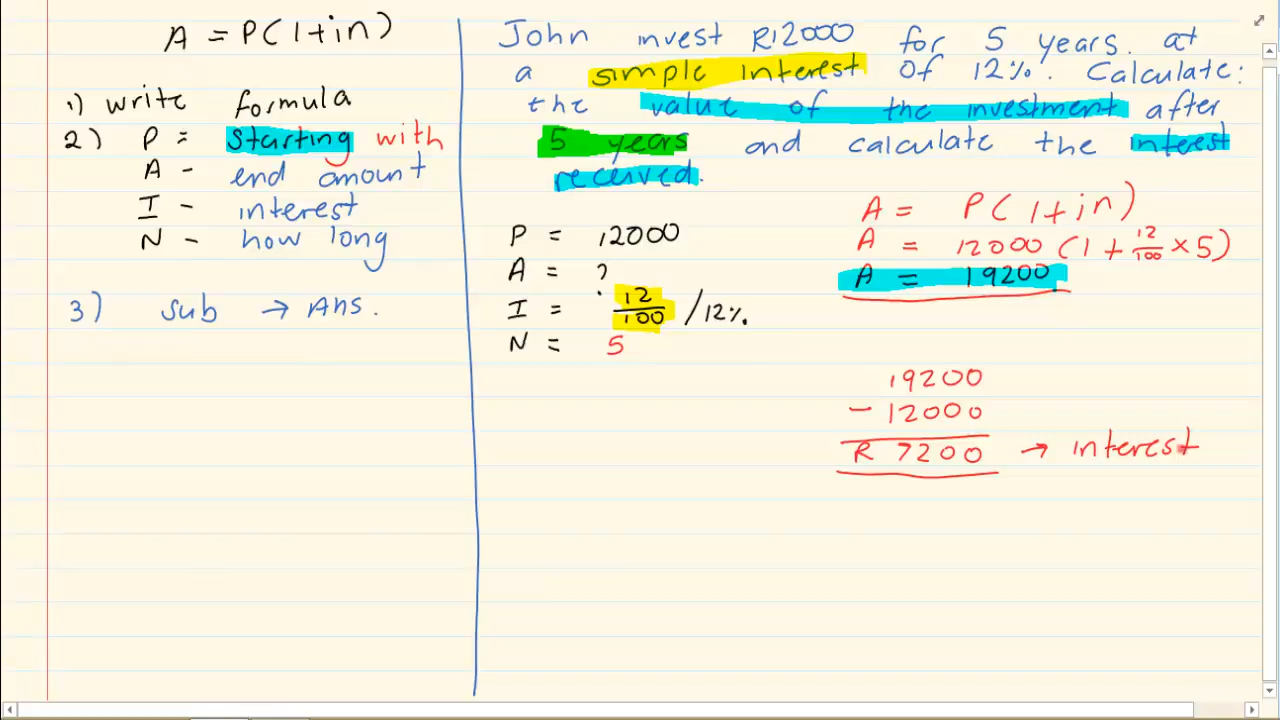 A = P(1+in)
1) write formula
2) P = starting with
A - end amount
I - interest
N - how long
3) sub → Ans.
John invest R12000 for 5 years. at
a simple interest of 12%. Calculate:
the value of the investment after
5 years and calculate the interest
received.
P = 12000
A = ?
I = 12/100 / 12%.
N = 5
A = P(1+in)
A = 12000 (1 + 12/100 × 5)
A = 19200
19200
- 12000
R 7200 → interest